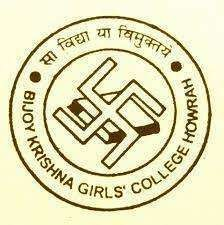 सा विद्या या विमुक्तये
BIJOY KRISHNA GIRLS' COLLEGE HOWRAH